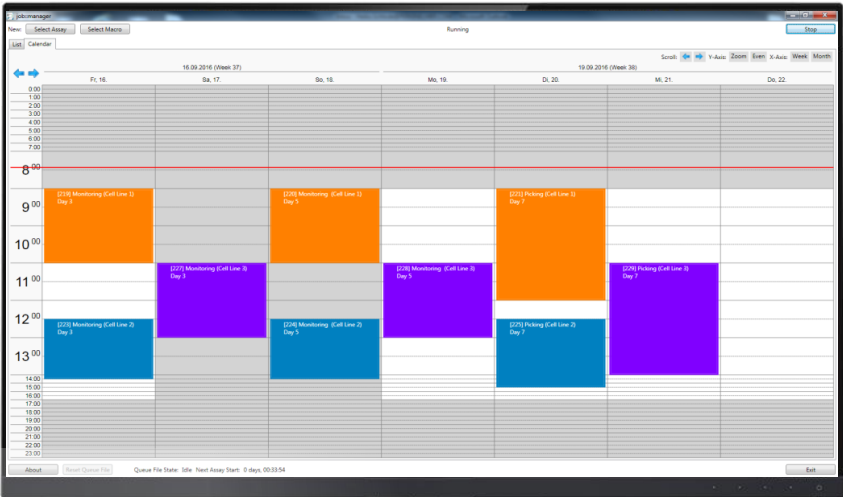 job::manager
New: Select Assay Select Macro Running Stop
List Calendar
Scroll: Y-Axis: Zoom Even X-Axis: Week Month
16.09.2016 (Week 37) 19.09.2016 (Week 38)
Fr, 16. Sa, 17. So, 18. Mo, 19. Di, 20. Mi, 21. Do, 22.
0:00
1:00
2:00
3:00
4:00
5:00
6:00
7:00
8 00
9 00
[219] Monitoring (Cell Line 1)
Day 3
[220] Monitoring (Cell Line 1)
Day 5
[221] Picking (Cell Line 1)
Day 7
10 00
11 00
[227] Monitoring (Cell Line 3)
Day 3
[228] Monitoring (Cell Line 3)
Day 5
[229] Picking (Cell Line 3)
Day 7
12 00
[223] Monitoring (Cell Line 2)
Day 3
[224] Monitoring (Cell Line 2)
Day 5
[225] Picking (Cell Line 2)
Day 7
13 00
14:00
15:00
16:00
17:00
18:00
19:00
20:00
21:00
22:00
23:00
About Reset Queue File Queue File State: Idle Next Assay Start: 0 days, 00:33:54 Exit